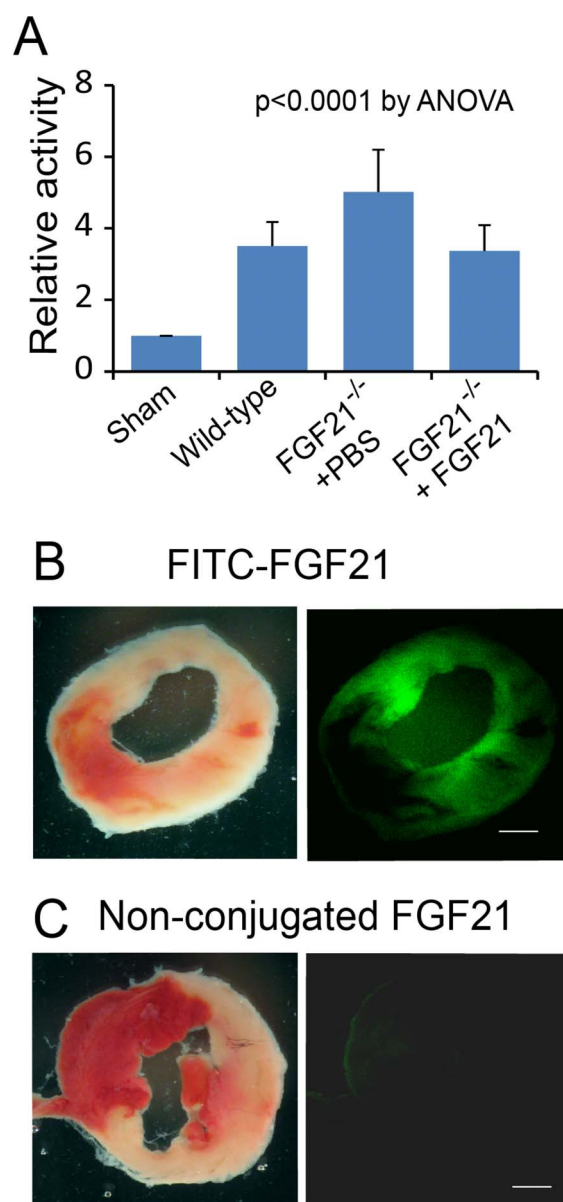 A
8
p<0.0001 by ANOVA
6
4
2
0
Relative activity
Sham
Wild-type
FGF21-/-
+PBS
FGF21-/-
+ FGF21
B FITC-FGF21
C Non-conjugated FGF21